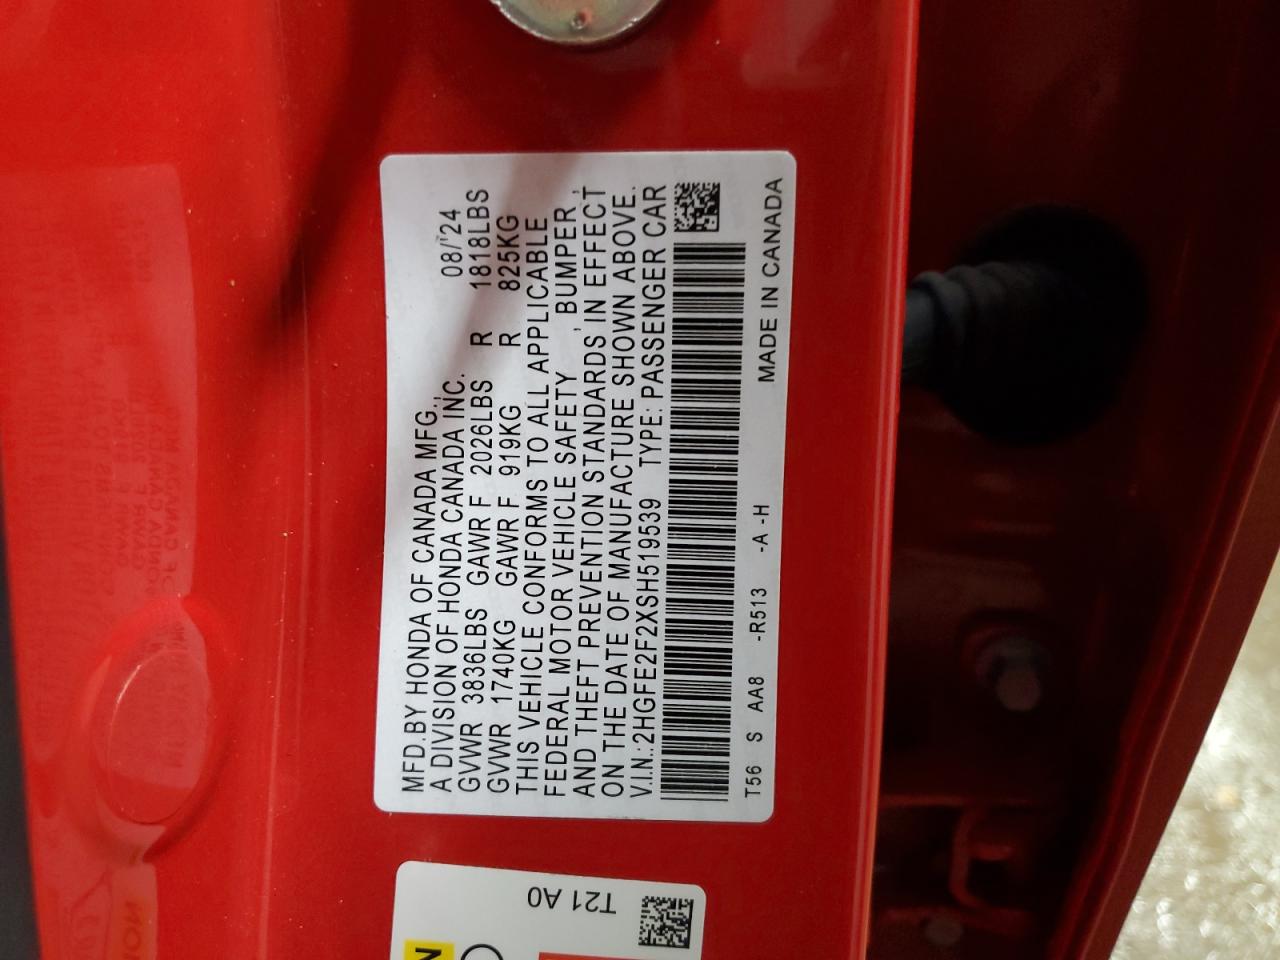 MFD.BY HONDA OF CANADA MFG.,
A DIVISION OF HONDA CANADA INC. 08/'24
GVWR 3836LBS GAWR F 2026LBS R 1818LBS
GVWR 1740KG GAWR F 919KG R 825KG
THIS VEHICLE CONFORMS TO ALL APPLICABLE
FEDERAL MOTOR VEHICLE SAFETY , BUMPER ,
AND THEFT PREVENTION STANDARDS, IN EFFECT
ON THE DATE OF MANUFACTURE SHOWN ABOVE.
V.I.N.: 2HGFE2F2XSH519539 TYPE: PASSENGER CAR
T56 S AA8 -R513 -A -H MADE IN CANADA
T21 A0